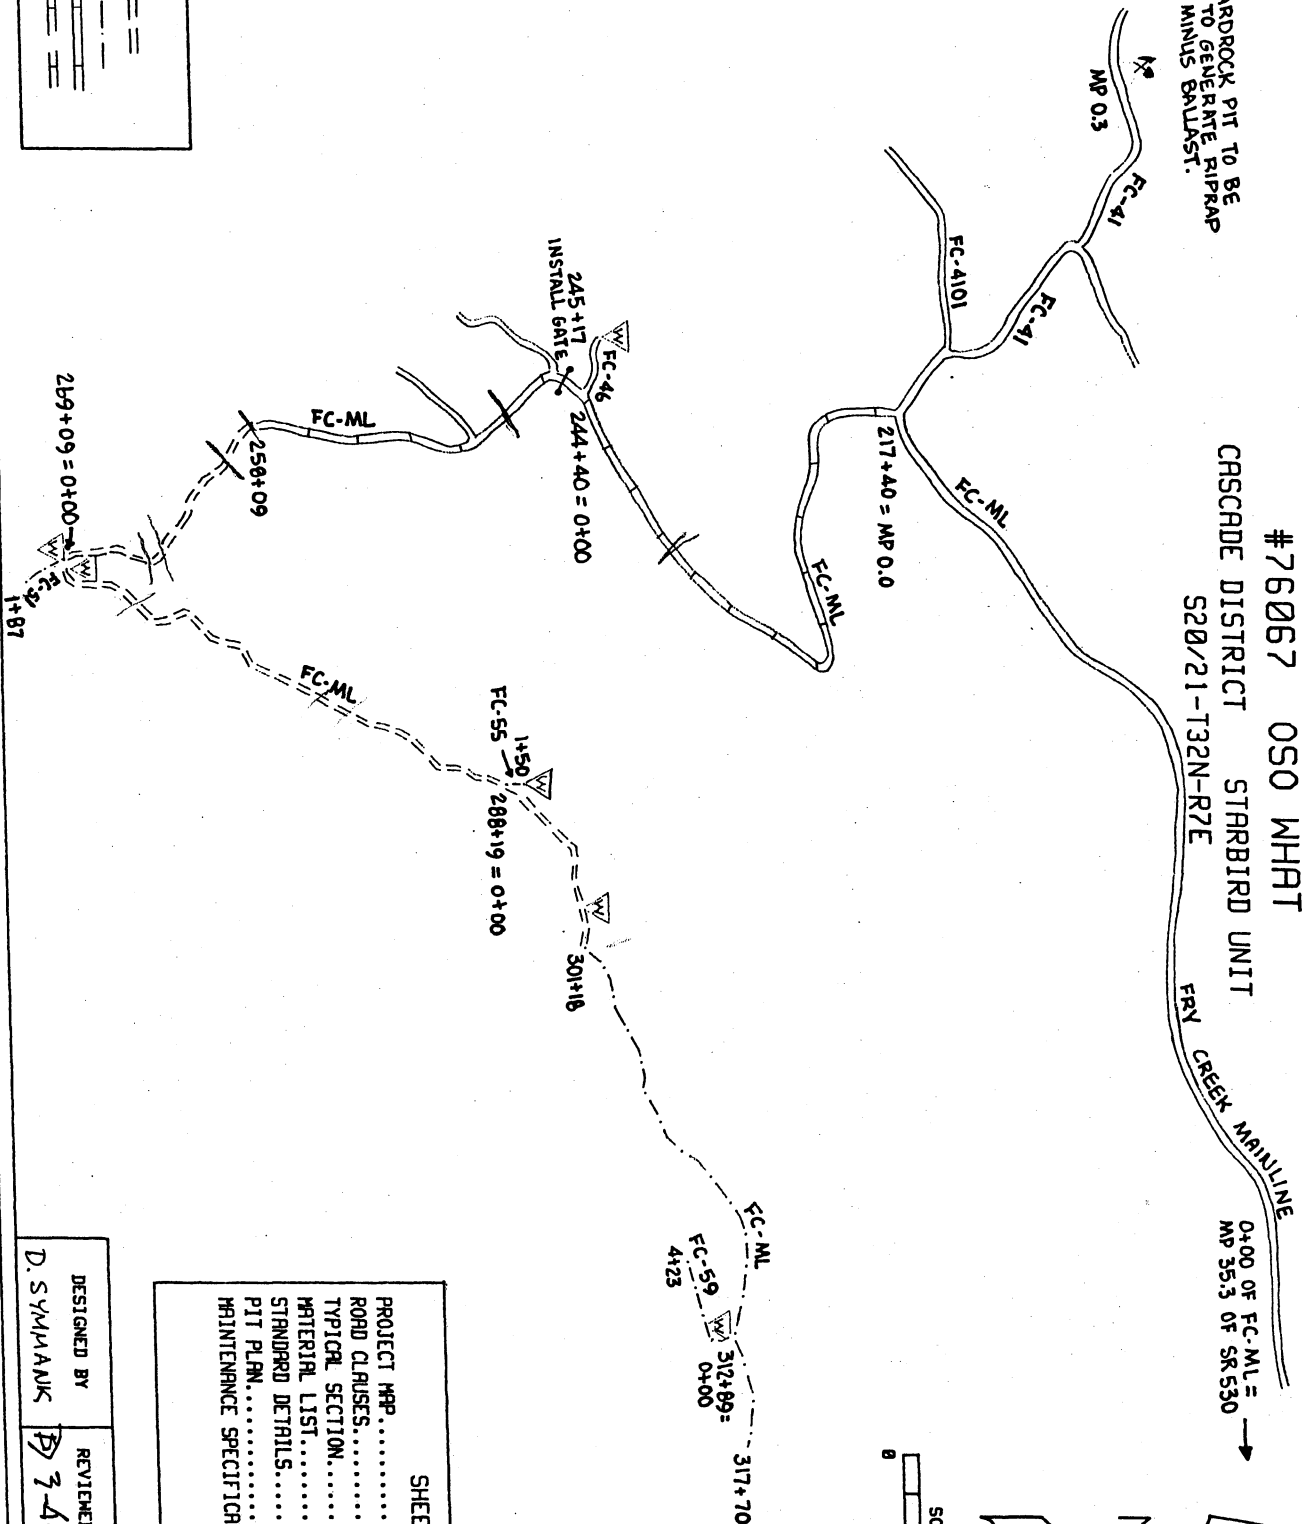 #76067 OSO WHAT
CASCADE DISTRICT STARBIRD UNIT
S20/21-T32N-R7E
ARDROCK PIT TO BE
TO GENERATE RIPRAP
MINUS BALLAST.
MP 0.3
FC-41
FC-41
FC-4101
217+40 = MP 0.0
FC-ML
FRY CREEK MAINLINE
0+00 OF FC-ML =
MP 35.3 OF SR 530
FC-ML
245+17
INSTALL GATE
FC-46
W
244+40 = 0+00
FC-ML
258+09
269+09 = 0+00
W
W
FC-51
1+87
FC-ML
FC-55
1+50
W
288+19 = 0+00
W
301+18
FC-ML
FC-59
4+23
W
312+89=
0+00
317+70
0
SC
SHEE
PROJECT MAP.........
ROAD CLAUSES.........
TYPICAL SECTION......
MATERIAL LIST........
STANDARD DETAILS.....
PIT PLAN.............
MAINTENANCE SPECIFICA
DESIGNED BY
D. SYMMANK
REVIEWE